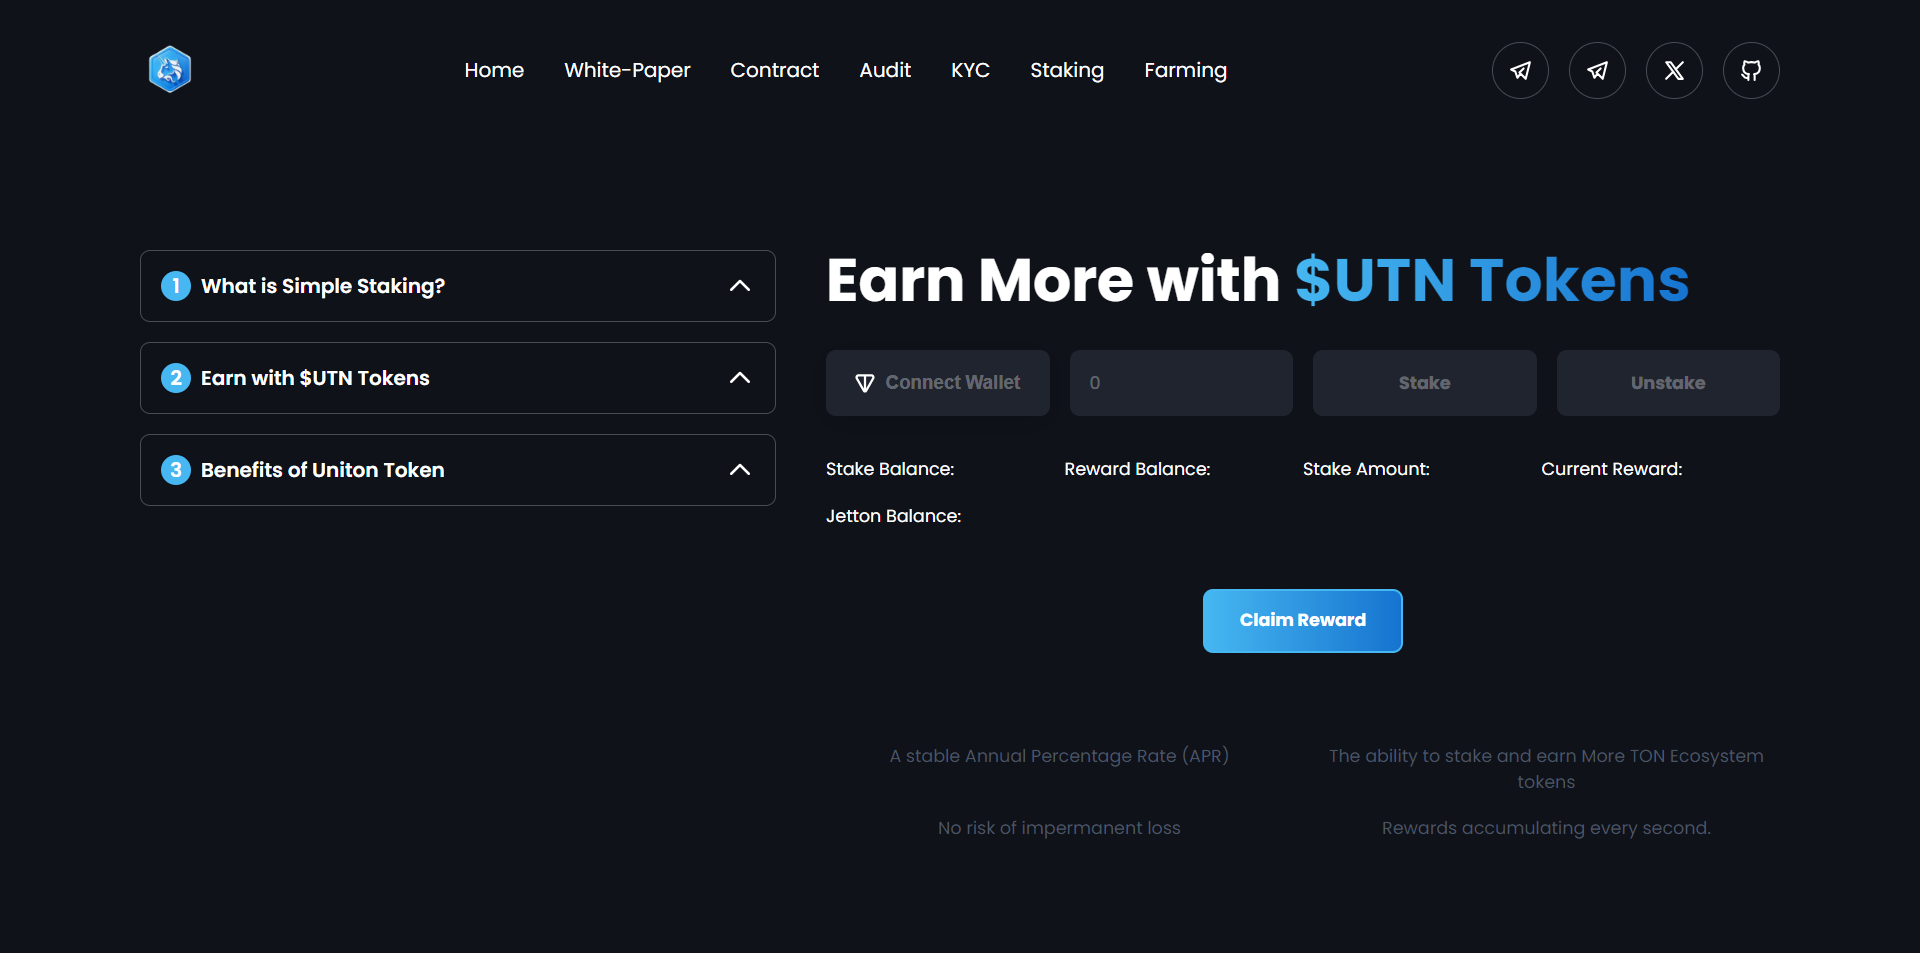 Home White-Paper Contract Audit KYC Staking Farming
1 What is Simple Staking?
2 Earn with $UTN Tokens
3 Benefits of Uniton Token
Earn More with $UTN Tokens
Connect Wallet 0 Stake Unstake
Stake Balance: Reward Balance: Stake Amount: Current Reward:
Jetton Balance:
Claim Reward
A stable Annual Percentage Rate (APR)
The ability to stake and earn More TON Ecosystem
tokens
No risk of impermanent loss
Rewards accumulating every second.